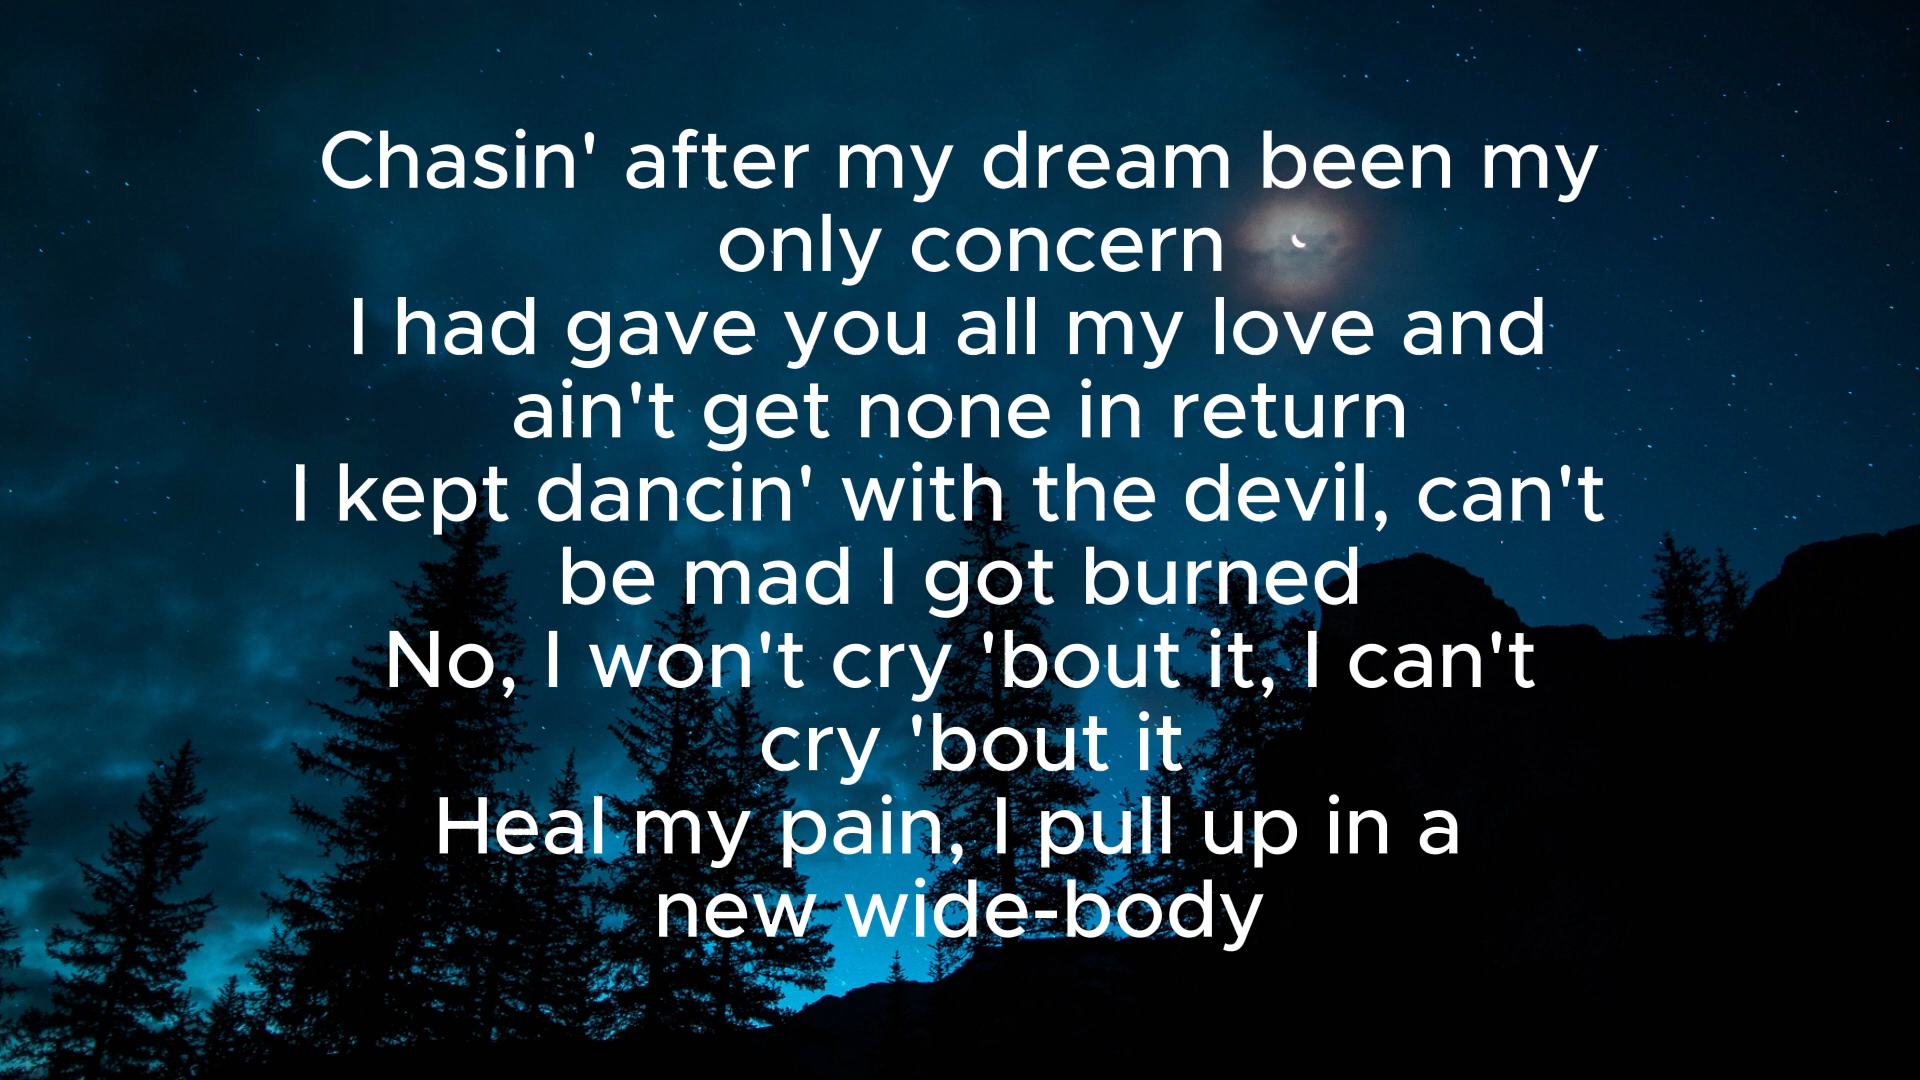 Chasin' after my dream been my
only concern
I had gave you all my love and
ain't get none in return
I kept dancin' with the devil, can't
be mad I got burned
No, I won't cry 'bout it, I can't
cry 'bout it
Heal my pain, I pull up in a
new wide-body